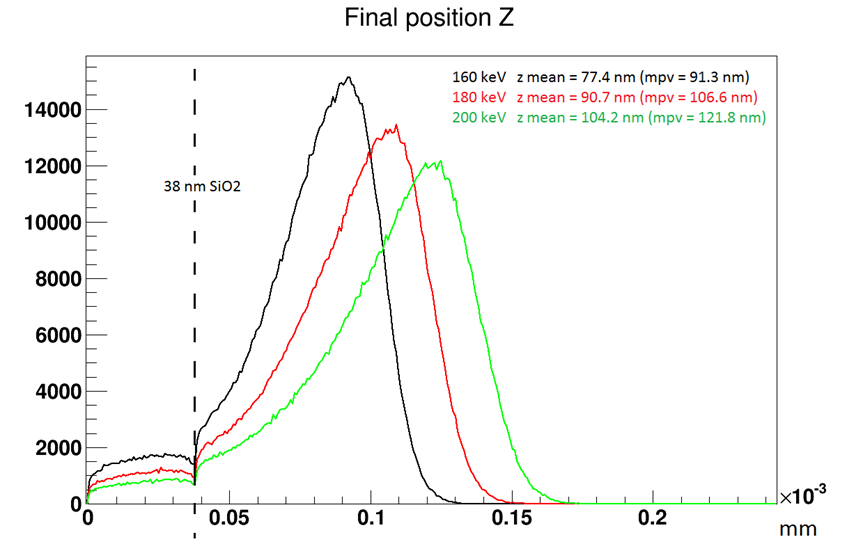 Final position Z
160 keV z mean = 77.4 nm (mpv = 91.3 nm)
180 keV z mean = 90.7 nm (mpv = 106.6 nm)
200 keV z mean = 104.2 nm (mpv = 121.8 nm)
14000
12000
38 nm SiO2
10000
8000
6000
4000
2000
0
0 0.05 0.1 0.15 0.2 ×10⁻³
mm